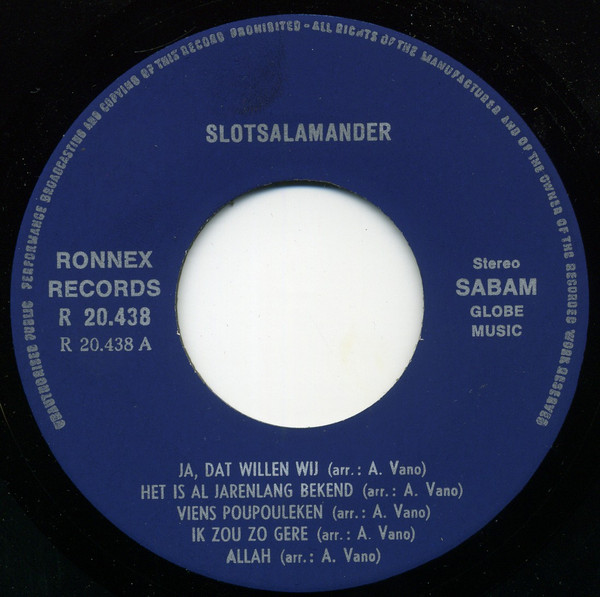 UNAUTHORISED PUBLIC PERFORMANCE BROADCASTING AND COPYING OF THIS RECORD PROHIBITED - ALL RIGHTS OF THE MANUFACTURER AND OF THE OWNER OF THE RECORDED WORK RESERVED
SLOTSALAMANDER
RONNEX
RECORDS
R 20.438
R 20.438 A
Stereo
SABAM
GLOBE
MUSIC
JA, DAT WILLEN WIJ (arr.: A. Vano)
HET IS AL JARENLANG BEKEND (arr.: A. Vano)
VIENS POUPOULEKEN (arr.: A. Vano)
IK ZOU ZO GERE (arr.: A. Vano)
ALLAH (arr.: A. Vano)